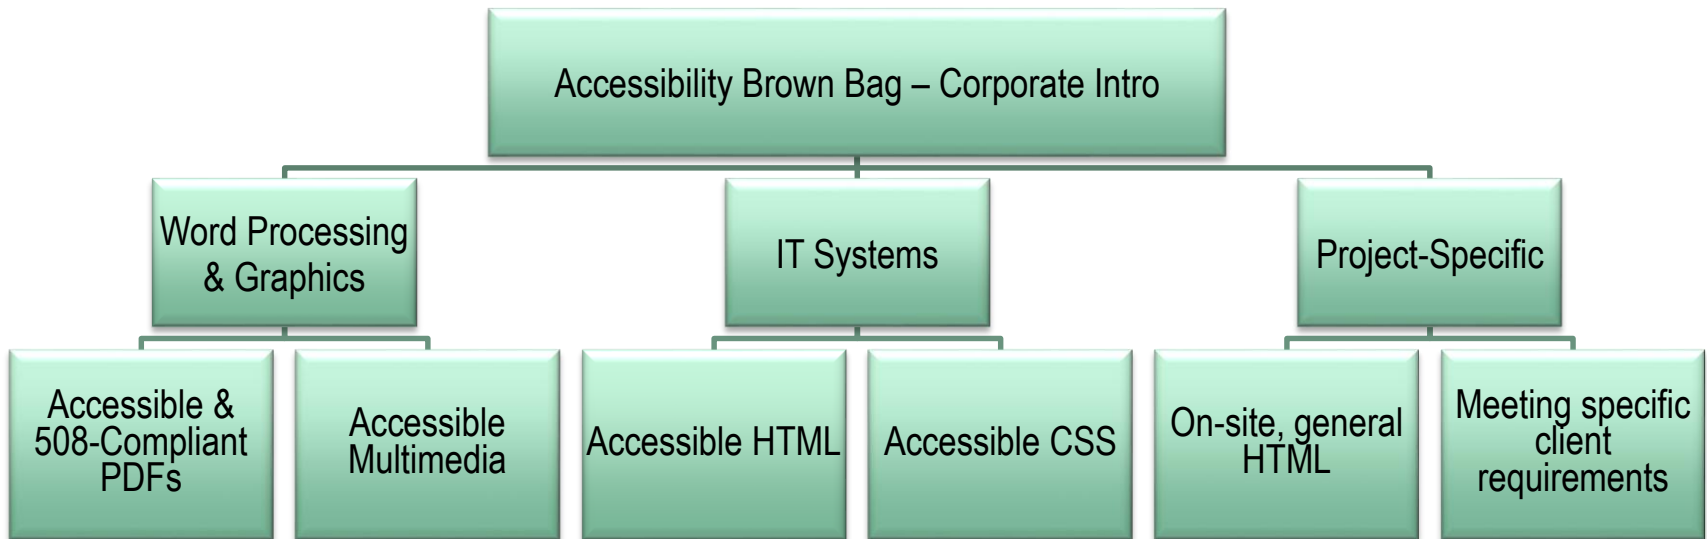 Accessibility Brown Bag – Corporate Intro
Word Processing
& Graphics
IT Systems
Project-Specific
Accessible &
508-Compliant
PDFs
Accessible
Multimedia
Accessible HTML
Accessible CSS
On-site, general
HTML
Meeting specific
client
requirements